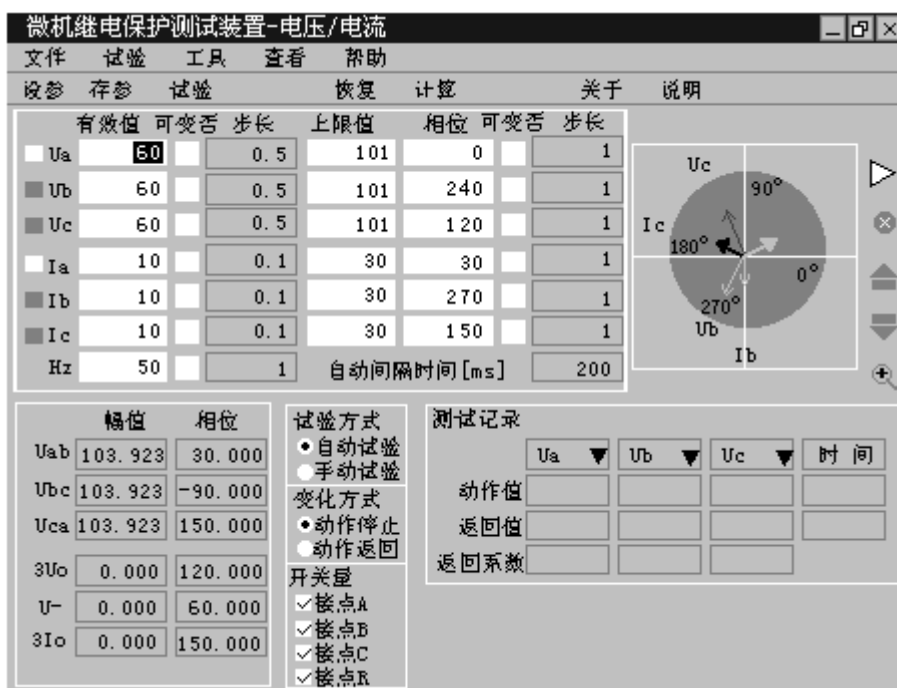 微机继电保护测试装置-电压/电流
文件 试验 工具 查看 帮助
设参 存参 试验 恢复 计算 关于 说明
有效值 可变否 步长 上限值 相位 可变否 步长
Ua 60 0.5 101 0 1
Ub 60 0.5 101 240 1
Uc 60 0.5 101 120 1
Ia 10 0.1 30 30 1
Ib 10 0.1 30 270 1
Ic 10 0.1 30 150 1
Hz 50 1 自动间隔时间[ms] 200
Uc
90°
Ic
180°
0°
270°
Ub
Ib
幅值 相位
Uab 103.923 30.000
Ubc 103.923 -90.000
Uca 103.923 150.000
3Uo 0.000 120.000
U- 0.000 60.000
3Io 0.000 150.000
试验方式
自动试验
手动试验
变化方式
动作停止
动作返回
开关量
接点A
接点B
接点C
接点R
测试记录
Ua Ub Uc 时间
动作值
返回值
返回系数